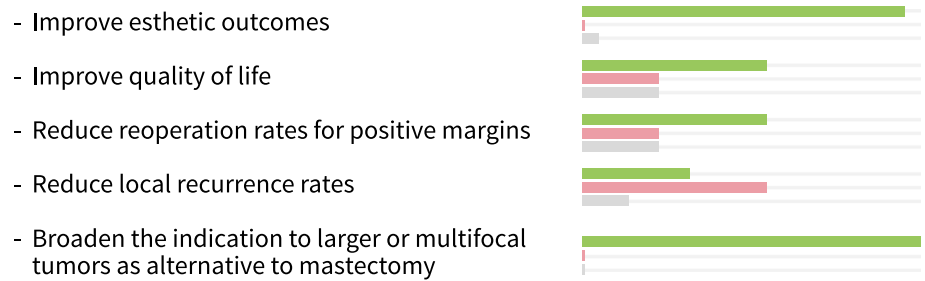 - Improve esthetic outcomes
- Improve quality of life
- Reduce reoperation rates for positive margins
- Reduce local recurrence rates
- Broaden the indication to larger or multifocal
tumors as alternative to mastectomy